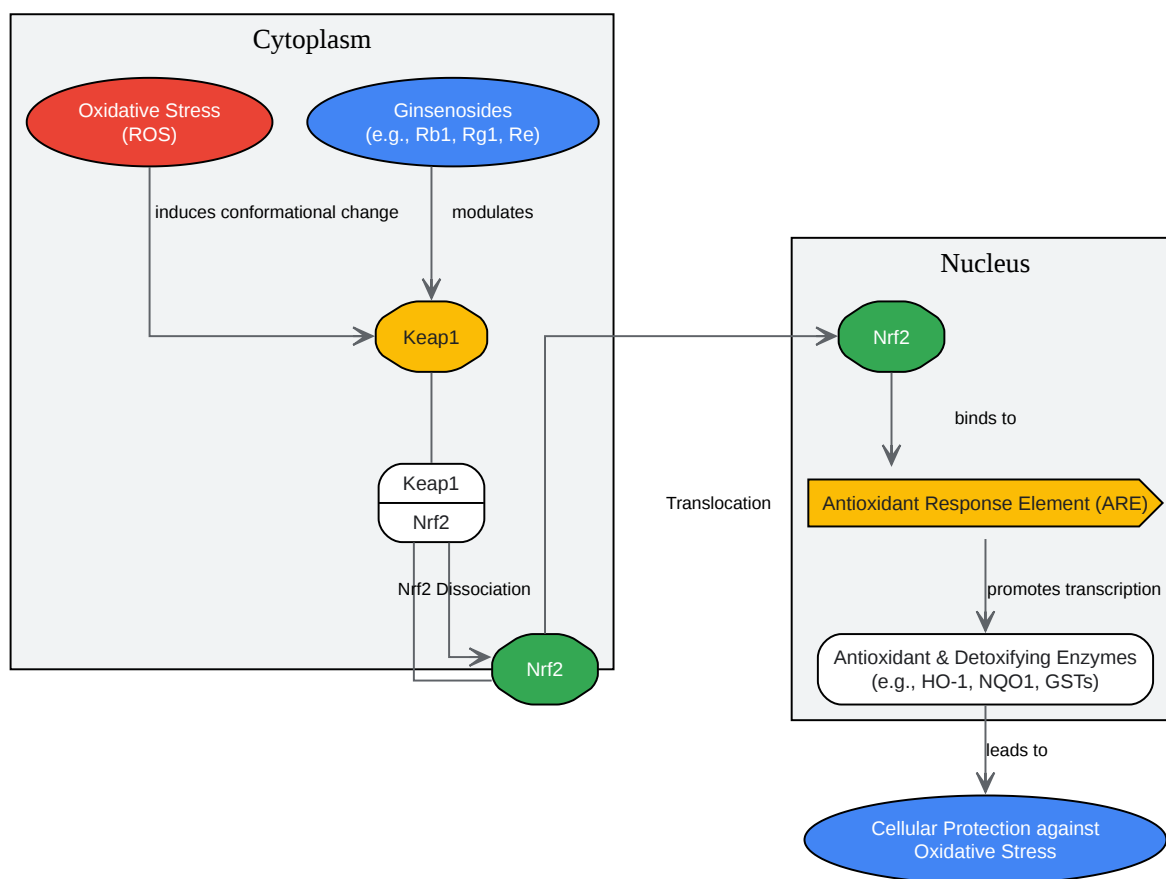 Cytoplasm
Oxidative Stress
(ROS)
Ginsenosides
(e.g., Rb1, Rg1, Re)
induces conformational change
modulates
Keap1
Keap1
Nrf2
Nrf2 Dissociation
Nrf2
Translocation
Nucleus
Nrf2
binds to
Antioxidant Response Element (ARE)
promotes transcription
Antioxidant & Detoxifying Enzymes
(e.g., HO-1, NQO1, GSTs)
leads to
Cellular Protection against
Oxidative Stress